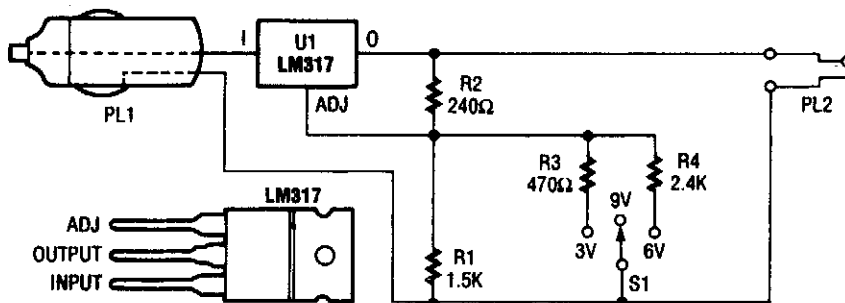 I
U1
LM317
O
ADJ
PL1
R2
240Ω
PL2
R3
470Ω
R4
2.4K
9V
3V
6V
S1
R1
1.5K
LM317
ADJ
OUTPUT
INPUT